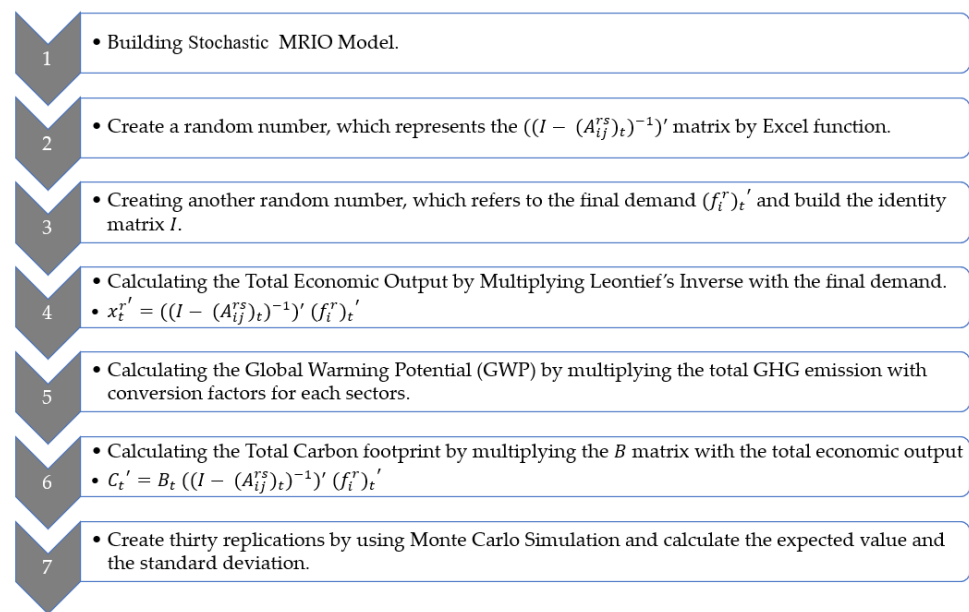 1
• Building Stochastic MRIO Model.
2
• Create a random number, which represents the ((I − (A_{ij}^{rs})_t)^{−1})′ matrix by Excel function.
3
• Creating another random number, which refers to the final demand (f_i^r)_t′ and build the identity
matrix I.
4
• Calculating the Total Economic Output by Multiplying Leontief's Inverse with the final demand.
• x_t^r′ = ((I − (A_{ij}^{rs})_t)^{−1})′ (f_i^r)_t′
5
• Calculating the Global Warming Potential (GWP) by multiplying the total GHG emission with
conversion factors for each sectors.
6
• Calculating the Total Carbon footprint by multiplying the B matrix with the total economic output
• C_t′ = B_t ((I − (A_{ij}^{rs})_t)^{−1})′ (f_i^r)_t′
7
• Create thirty replications by using Monte Carlo Simulation and calculate the expected value and
the standard deviation.